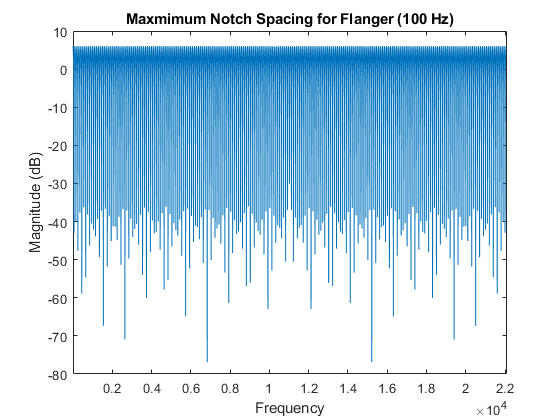 Maxmimum Notch Spacing for Flanger (100 Hz)
10
0
-10
-20
-30
-40
-50
-60
-70
-80
Magnitude (dB)
0.2 0.4 0.6 0.8 1 1.2 1.4 1.6 1.8 2 2.2
Frequency
×10⁴